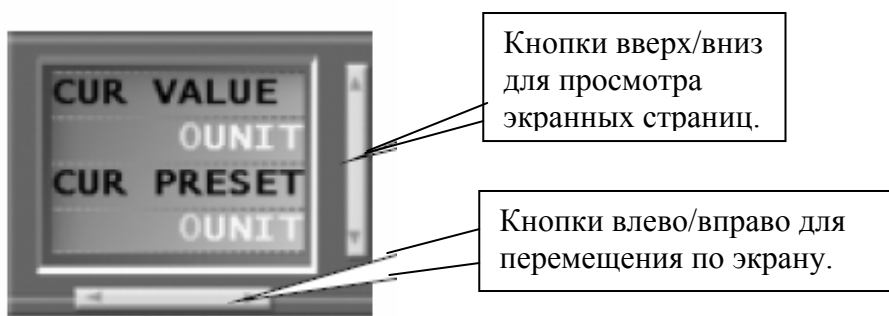 CUR VALUE
0UNIT
CUR PRESET
0UNIT
Кнопки вверх/вниз
для просмотра
экранных страниц.
Кнопки влево/вправо для
перемещения по экрану.